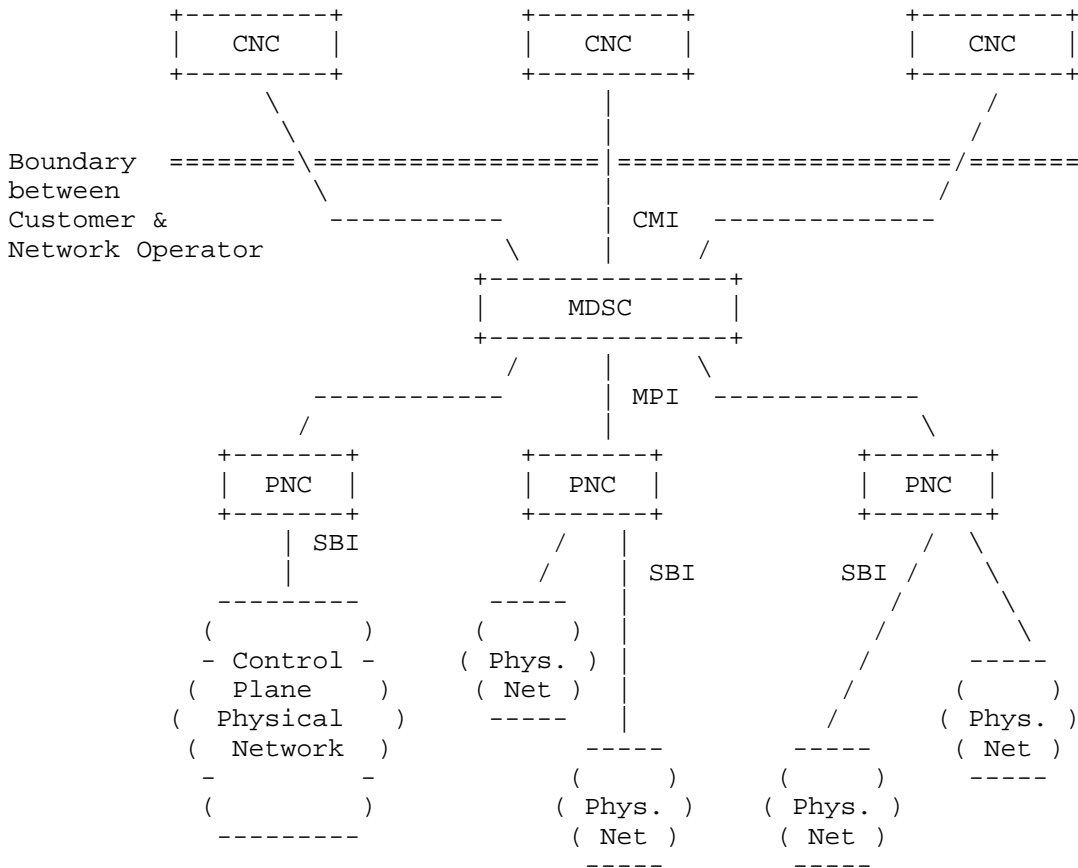 CNC CNC CNC
Boundary
between
Customer & CMI
Network Operator
MDSC
MPI
PNC PNC PNC
SBI
SBI SBI
Control Phys. Phys.
Plane Net
Physical Phys.
Network Net
Phys. Phys.
Net Net